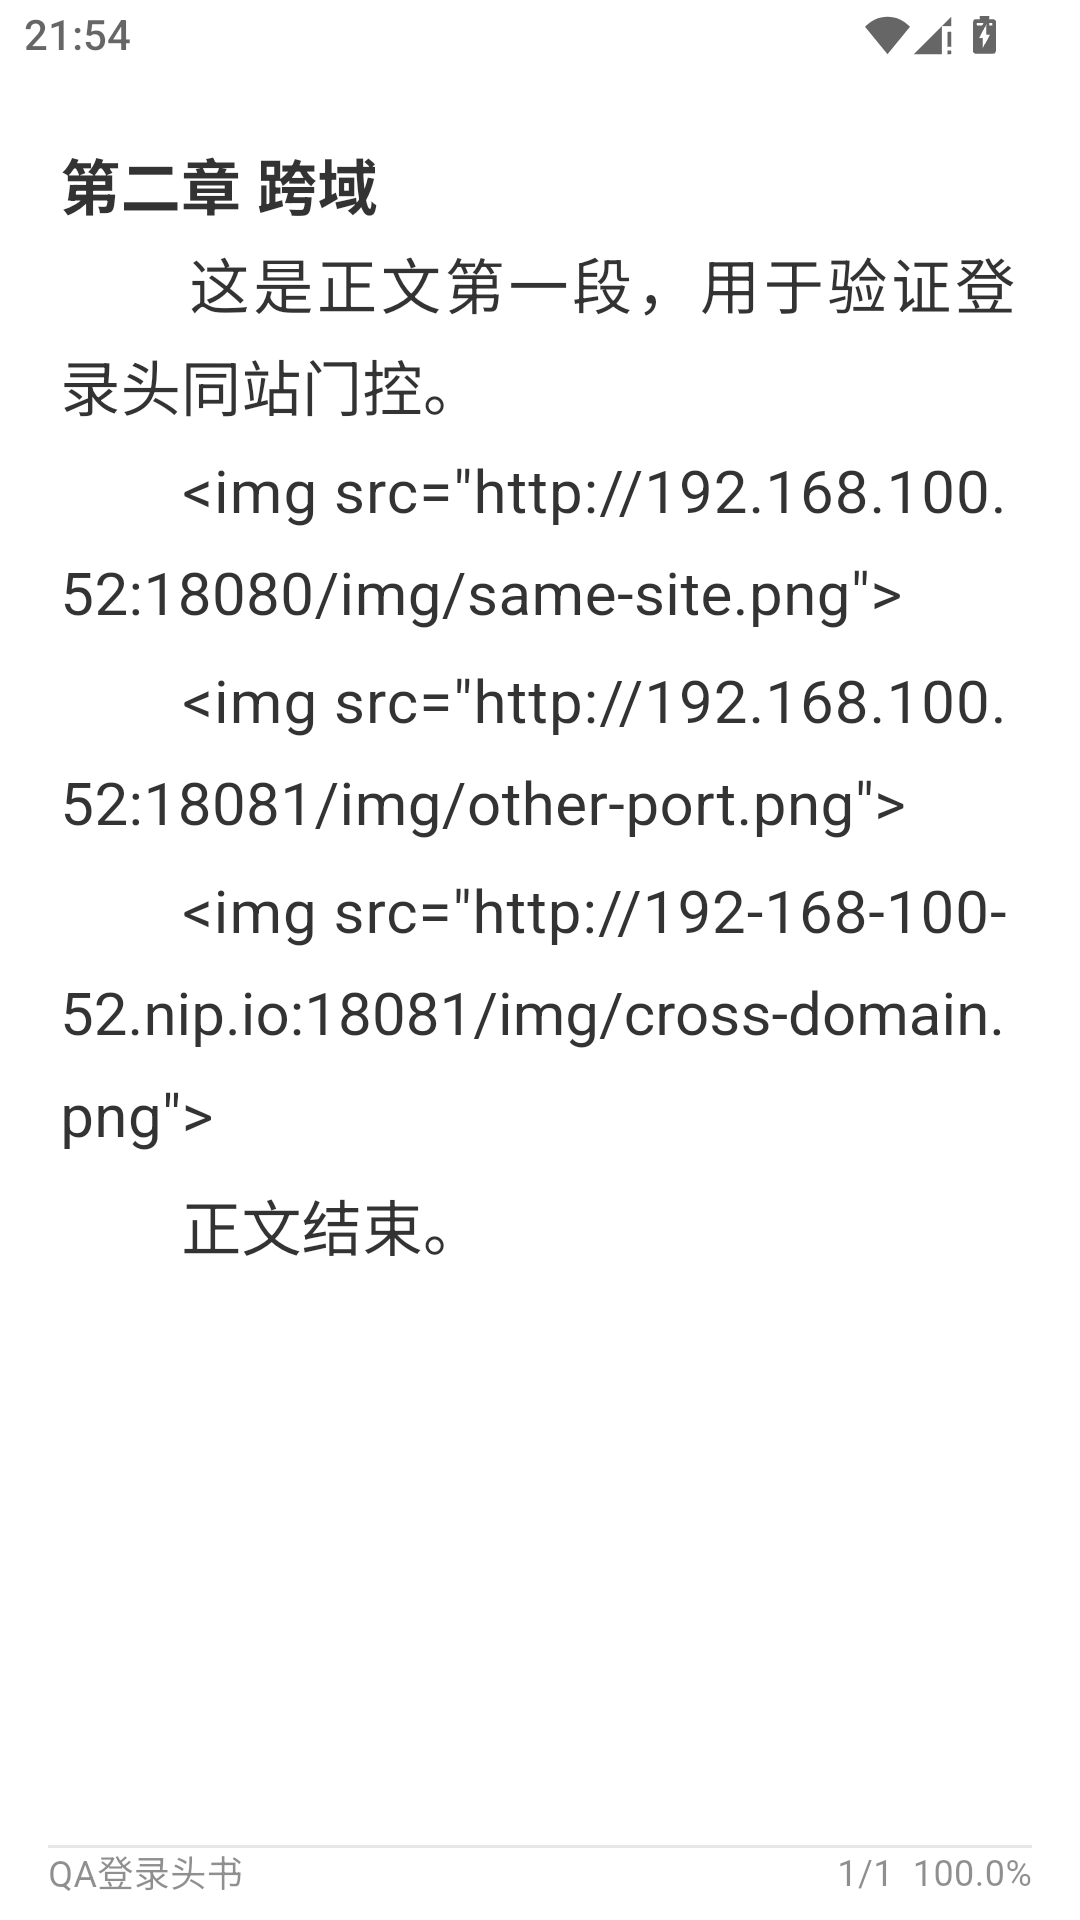 21:54
第二章 跨域
这是正文第一段，用于验证登
录头同站门控。
<img src="http://192.168.100.
52:18080/img/same-site.png">
<img src="http://192.168.100.
52:18081/img/other-port.png">
<img src="http://192-168-100-
52.nip.io:18081/img/cross-domain.
png">
正文结束。
QA登录头书 1/1 100.0%